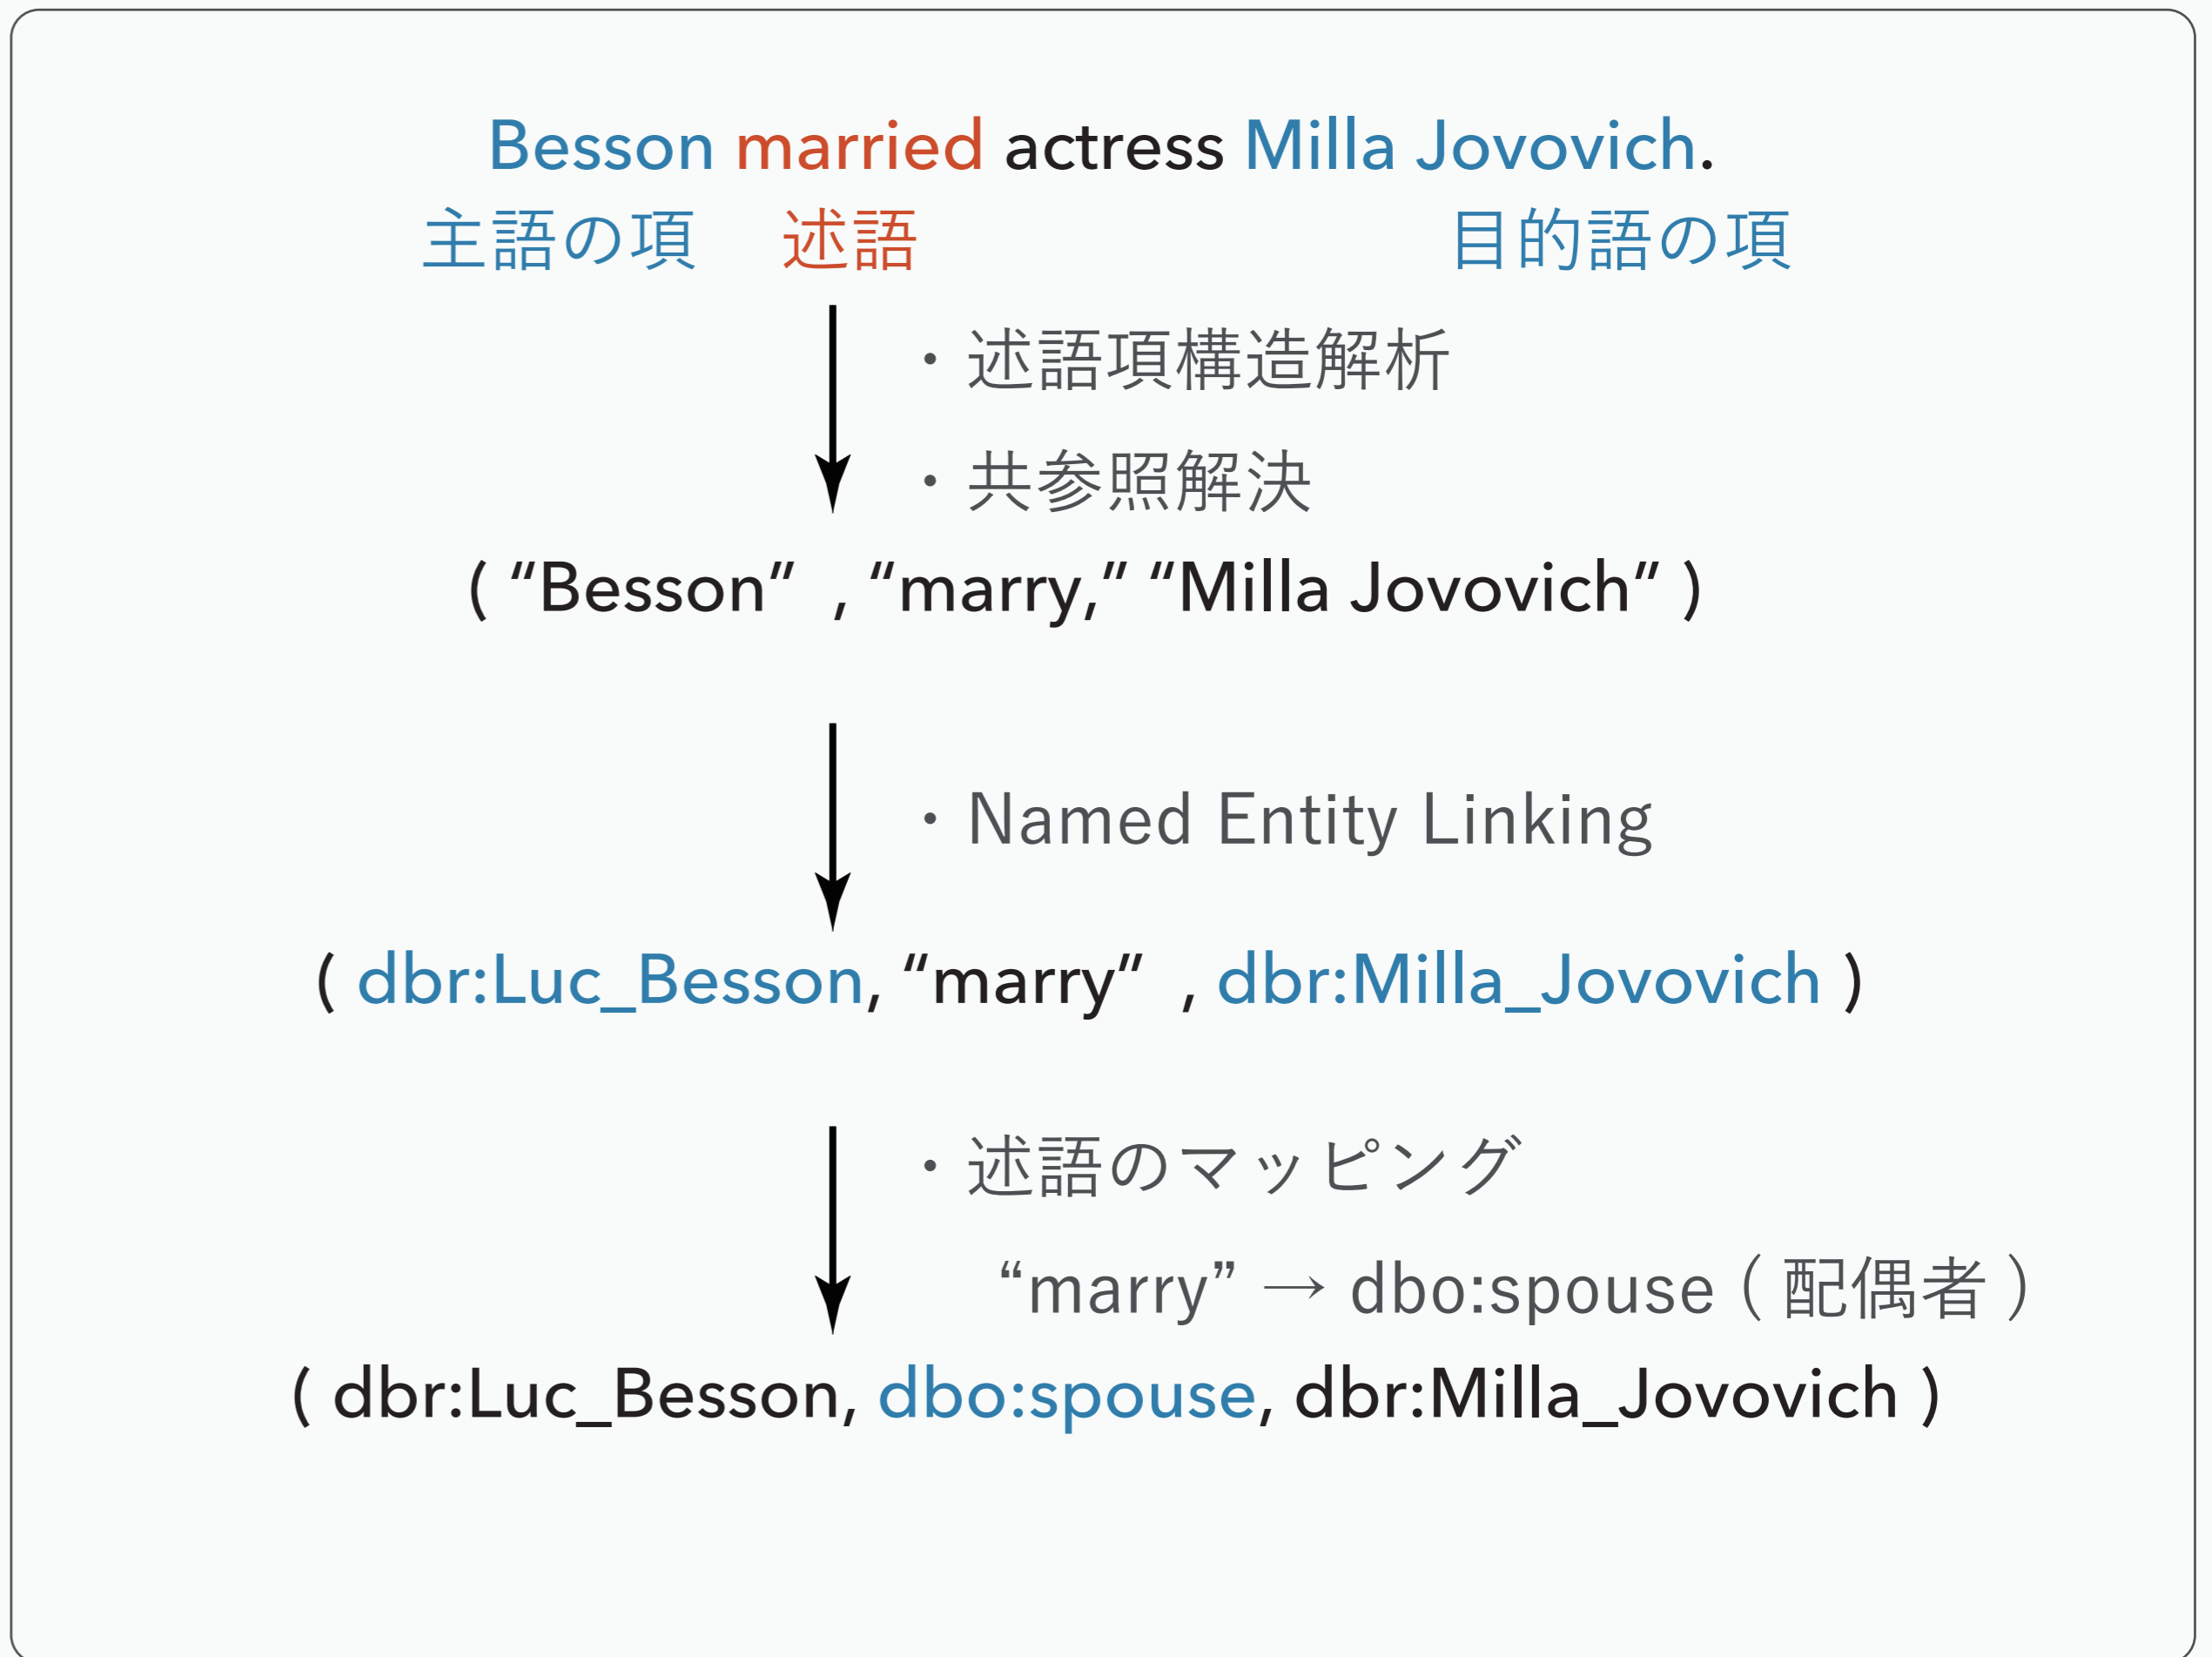 Besson married actress Milla Jovovich.
主語の項 述語 目的語の項
・述語項構造解析
・共参照解決
( “Besson” , “marry,” “Milla Jovovich” )
・Named Entity Linking
( dbr:Luc_Besson, “marry” , dbr:Milla_Jovovich )
・述語のマッピング
“marry” → dbo:spouse ( 配偶者 )
( dbr:Luc_Besson, dbo:spouse, dbr:Milla_Jovovich )